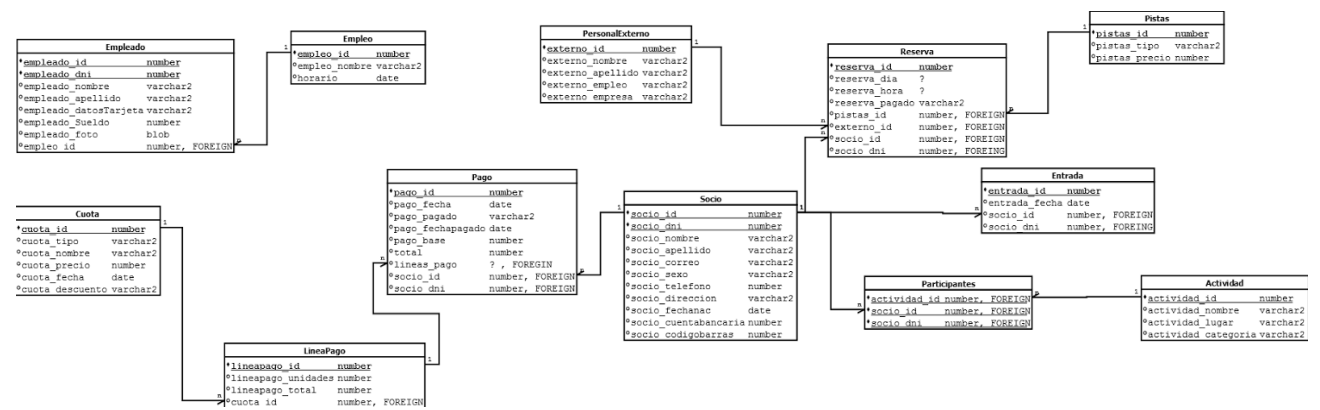 Empleado
empleado_id number
empleado_dni number
empleado_nombre varchar2
empleado_apellido varchar2
empleado_datosTarjeta varchar2
empleado_Sueldo number
empleado_foto blob
empleo_id number, FOREIGN
Empleo
empleo_id number
empleo_nombre varchar2
horario date
1
n
PersonalExterno
externo_id number
externo_nombre varchar2
externo_apellido varchar2
externo_empleo varchar2
externo_empresa varchar2
1
n
Reserva
reserva_id number
reserva_dia ?
reserva_hora ?
reserva_pagado varchar2
pistas_id number, FOREIGN
externo_id number, FOREIGN
socio_id number, FOREIGN
socio_dni number, FOREING
Pistas
pistas_id number
pistas_tipo varchar2
pistas_precio number
1
n
Cuota
cuota_id number
cuota_tipo varchar2
cuota_nombre varchar2
cuota_precio number
cuota_fecha date
cuota_descuento varchar2
1
n
Pago
pago_id number
pago_fecha date
pago_pagado varchar2
pago_fechapagado date
pago_base number
total number
lineas_pago ? , FOREGIN
socio_id number, FOREIGN
socio_dni number, FOREIGN
n
n
1
Socio
socio_id number
socio_dni number
socio_nombre varchar2
socio_apellido varchar2
socio_correo varchar2
socio_sexo varchar2
socio_telefono number
socio_direccion varchar2
socio_fechanac date
socio_cuentabancaria number
socio_codigobarras number
1
n
Entrada
entrada_id number
entrada_fecha date
socio_id number, FOREIGN
socio_dni number, FOREING
n
Participantes
actividad_id number, FOREIGN
socio_id number, FOREIGN
socio_dni number, FOREIGN
n
n
1
Actividad
actividad_id number
actividad_nombre varchar2
actividad_lugar varchar2
actividad_categoria varchar2
LineaPago
lineapago_id number
lineapago_unidades number
lineapago_total number
cuota_id number, FOREIGN
1